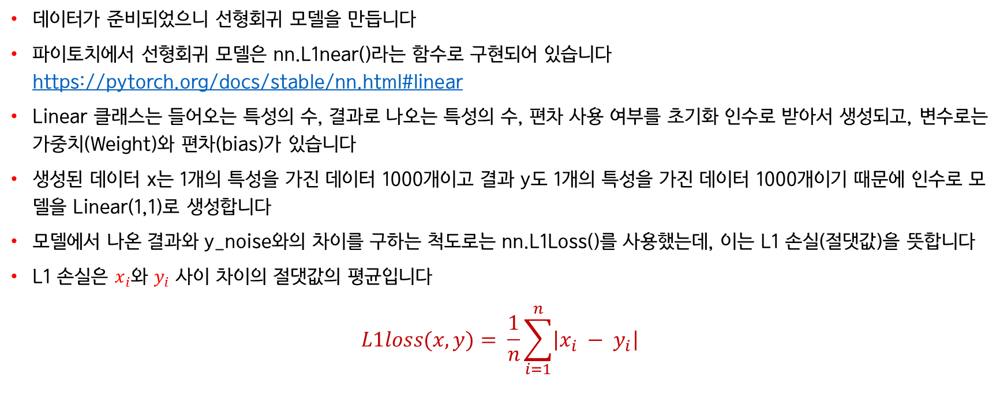 • 데이터가 준비되었으니 선형회귀 모델을 만듭니다
• 파이토치에서 선형회귀 모델은 nn.L1near()라는 함수로 구현되어 있습니다
https://pytorch.org/docs/stable/nn.html#linear
• Linear 클래스는 들어오는 특성의 수, 결과로 나오는 특성의 수, 편차 사용 여부를 초기화 인수로 받아서 생성되고, 변수로는
가중치(Weight)와 편차(bias)가 있습니다
• 생성된 데이터 x는 1개의 특성을 가진 데이터 1000개이고 결과 y도 1개의 특성을 가진 데이터 1000개이기 때문에 인수로 모
델을 Linear(1,1)로 생성합니다
• 모델에서 나온 결과와 y_noise와의 차이를 구하는 척도로는 nn.L1Loss()를 사용했는데, 이는 L1 손실(절댓값)을 뜻합니다
• L1 손실은 x_i와 y_i 사이 차이의 절댓값의 평균입니다
L1loss(x, y) = \frac{1}{n} \sum_{i=1}^{n} |x_i − y_i|